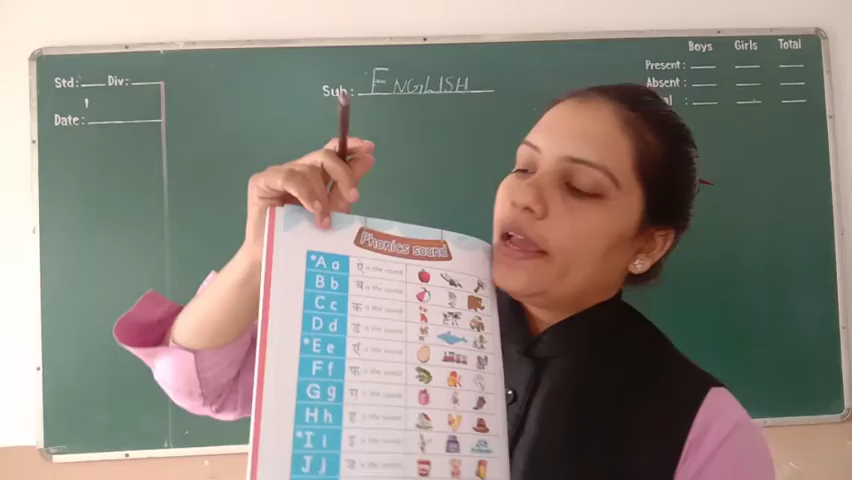 Std: Div:
Date:
Sub: ENGLISH
Boys Girls Total
Present:
Absent:
Phonics sound
*A a ऍ is the sound
B b ब is the sound
C c क is the sound
D d ड is the sound
*E e ऍ is the sound
F f फ is the sound
G g ग is the sound
H h ह is the sound
*I i इ is the sound
J j ज is the sound